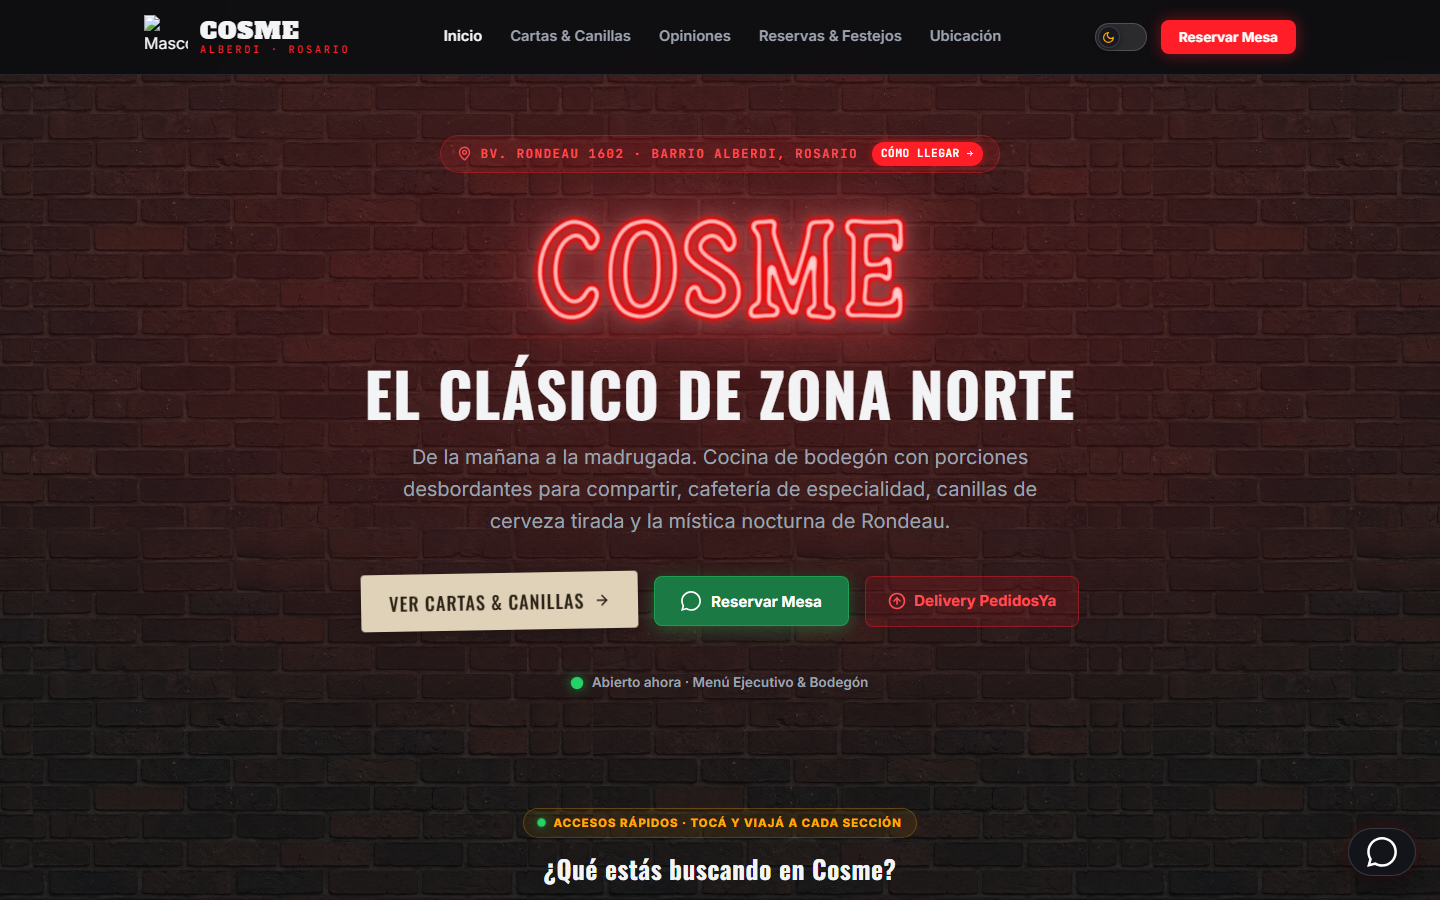 Masc
COSME
ALBERDI · ROSARIO
Inicio
Cartas & Canillas
Opiniones
Reservas & Festejos
Ubicación
Reservar Mesa
BV. RONDEAU 1602 · BARRIO ALBERDI, ROSARIO
CÓMO LLEGAR →
COSME
EL CLÁSICO DE ZONA NORTE
De la mañana a la madrugada. Cocina de bodegón con porciones
desbordantes para compartir, cafetería de especialidad, canillas de
cerveza tirada y la mística nocturna de Rondeau.
VER CARTAS & CANILLAS →
Reservar Mesa
Delivery PedidosYa
Abierto ahora · Menú Ejecutivo & Bodegón
ACCESOS RÁPIDOS · TOCÁ Y VIAJÁ A CADA SECCIÓN
¿Qué estás buscando en Cosme?